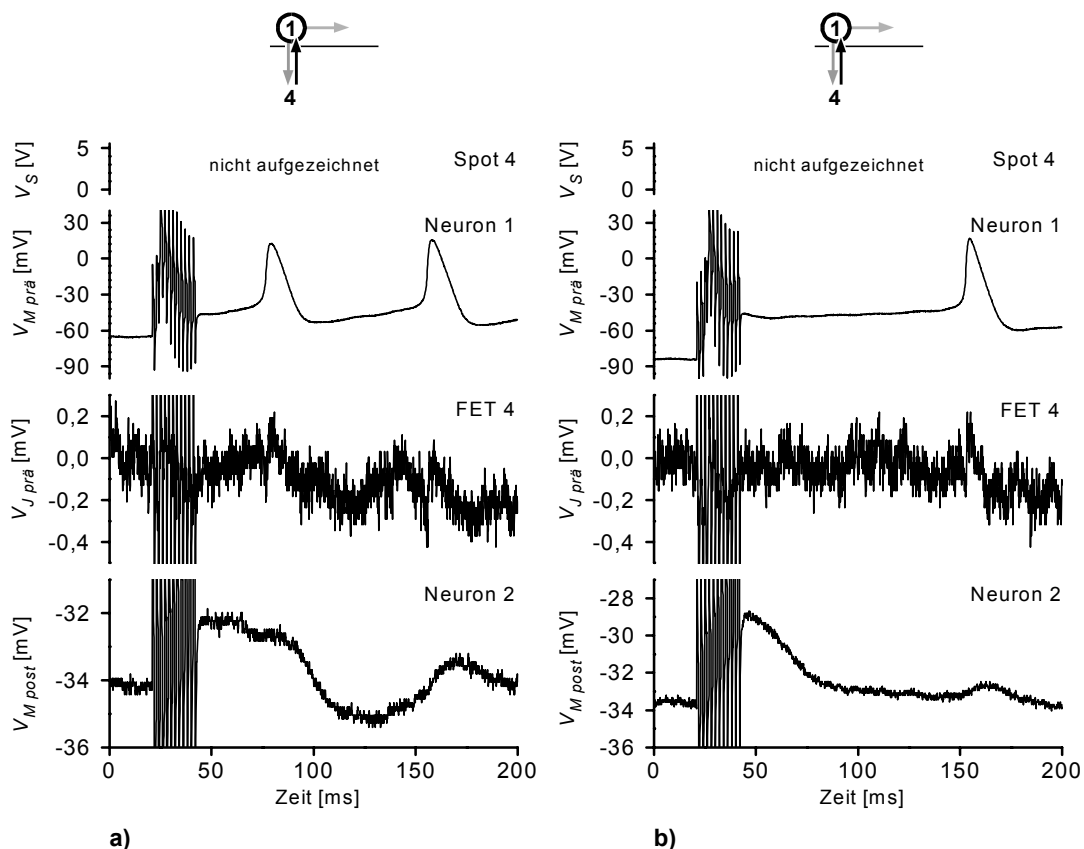 1
4
1
4
V_S [V]
5
0
nicht aufgezeichnet
Spot 4
V_M prä [mV]
30
0
-30
-60
-90
Neuron 1
V_J prä [mV]
0,2
0,0
-0,2
-0,4
FET 4
V_M post [mV]
-32
-34
-36
Neuron 2
0 50 100 150 200
Zeit [ms]
a)
V_S [V]
5
0
nicht aufgezeichnet
Spot 4
V_M prä [mV]
30
0
-30
-60
-90
Neuron 1
V_J prä [mV]
0,2
0,0
-0,2
-0,4
FET 4
V_M post [mV]
-28
-30
-32
-34
-36
Neuron 2
0 50 100 150 200
Zeit [ms]
b)